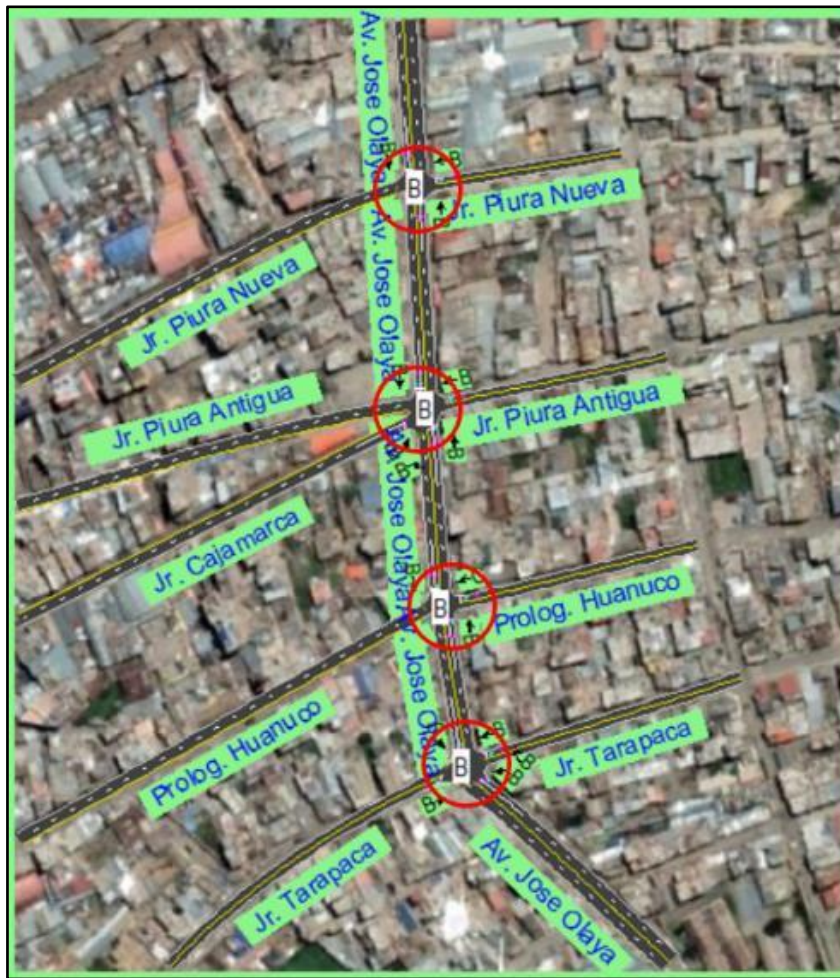 Av. Jose Olaya
B
B
B
B
Jr. Piura Nueva
Av. Jose Olaya
Jr. Piura Nueva
B
B
Jr. Piura Antigua
B
Jr. Piura Antigua
B
B
Jose Olaya
Jr. Cajamarca
B
B
Prolog. Huanuco
Av. Jose Olaya
Prolog. Huanuco
B
B
B
B
Jr. Tarapaca
B
Jr. Tarapaca
Av. Jose Olaya